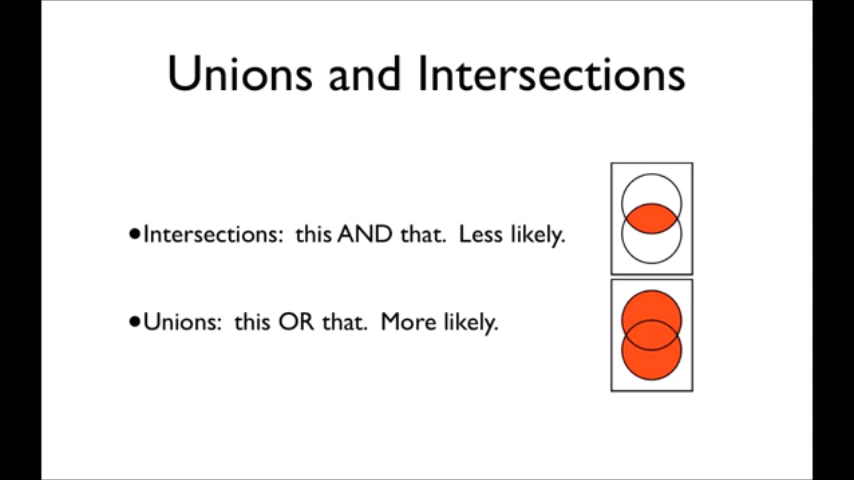 Unions and Intersections
•Intersections: this AND that. Less likely.
•Unions: this OR that. More likely.